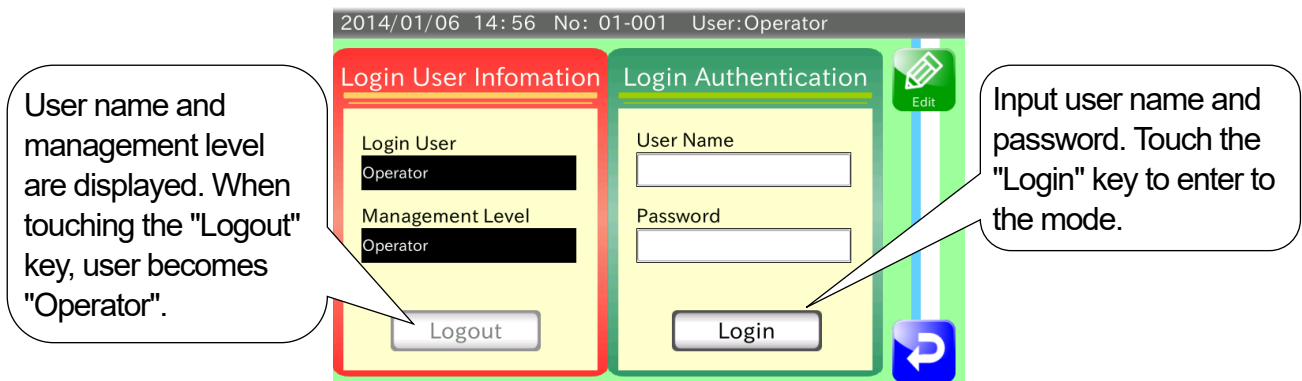 2014/01/06 14:56 No: 01-001 User:Operator
User name and
management level
are displayed. When
touching the "Logout"
key, user becomes
"Operator".
Login User Infomation
Login User
Operator
Management Level
Operator
Logout
Login Authentication
User Name
Password
Login
Edit
Input user name and
password. Touch the
"Login" key to enter to
the mode.